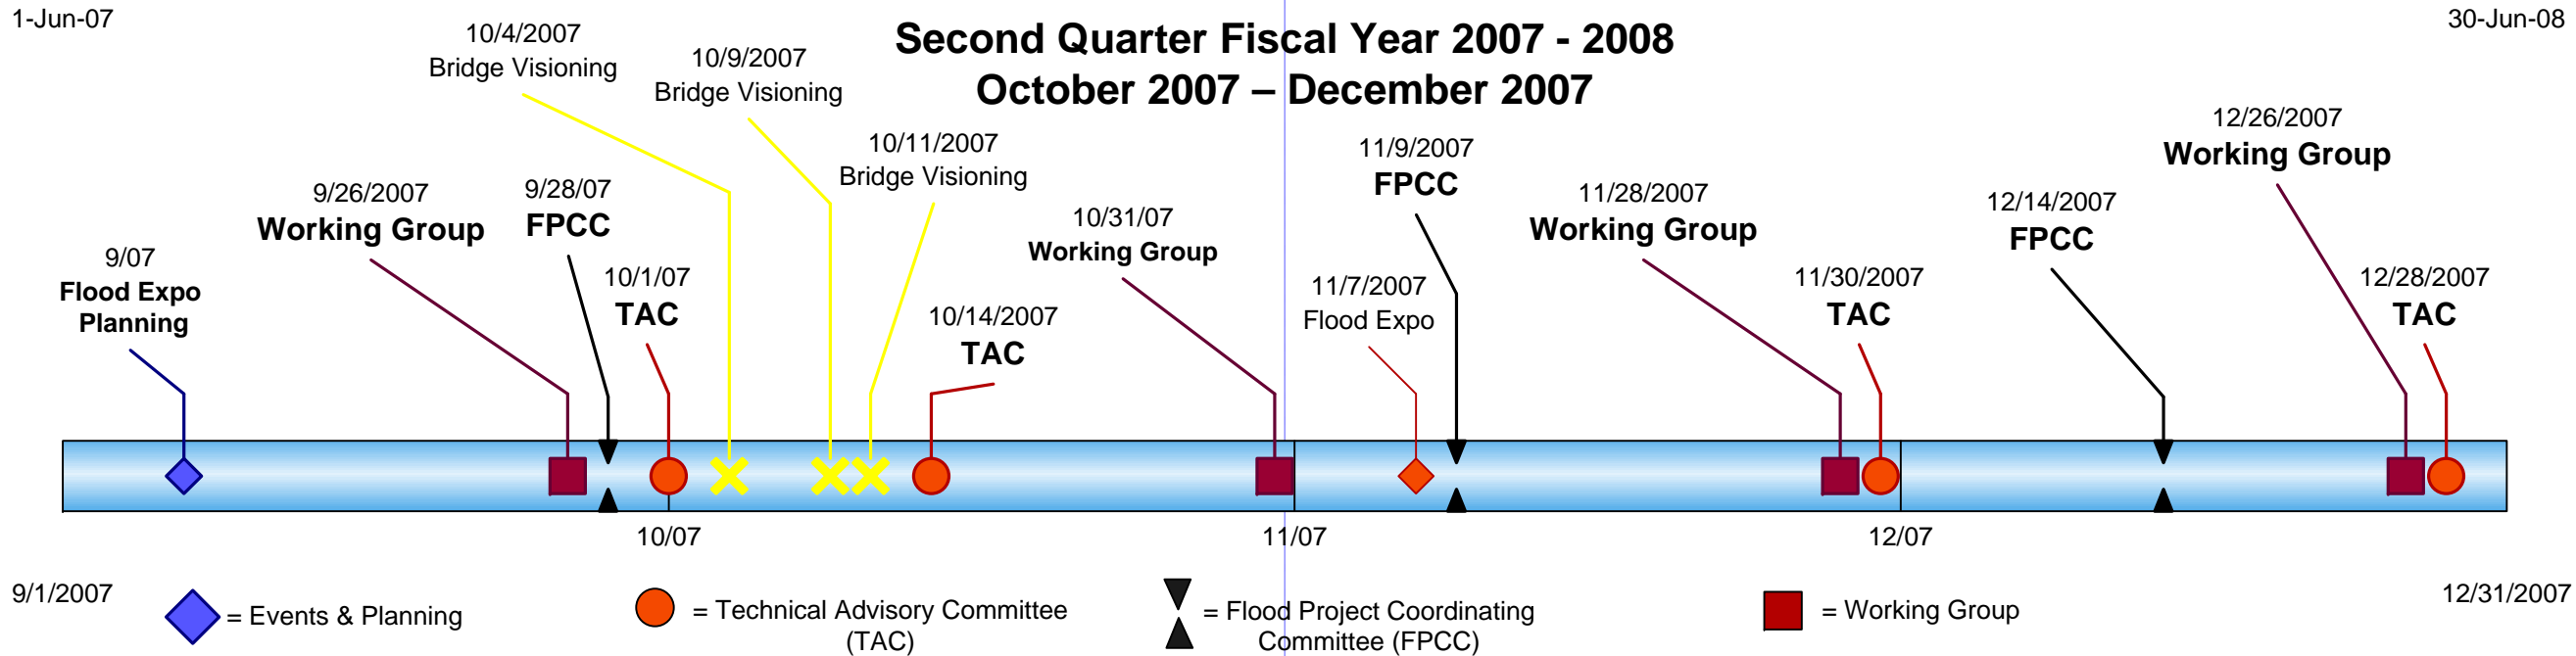 1-Jun-07
Second Quarter Fiscal Year 2007 - 2008
October 2007 – December 2007
30-Jun-08
9/07
Flood Expo
Planning
9/26/2007
Working Group
9/28/07
FPCC
10/1/07
TAC
10/4/2007
Bridge Visioning
10/9/2007
Bridge Visioning
10/11/2007
Bridge Visioning
10/14/2007
TAC
10/31/07
Working Group
11/7/2007
Flood Expo
11/9/2007
FPCC
11/28/2007
Working Group
11/30/2007
TAC
12/14/2007
FPCC
12/26/2007
Working Group
12/28/2007
TAC
10/07
11/07
12/07
9/1/2007
= Events & Planning
= Technical Advisory Committee
(TAC)
= Flood Project Coordinating
Committee (FPCC)
= Working Group
12/31/2007